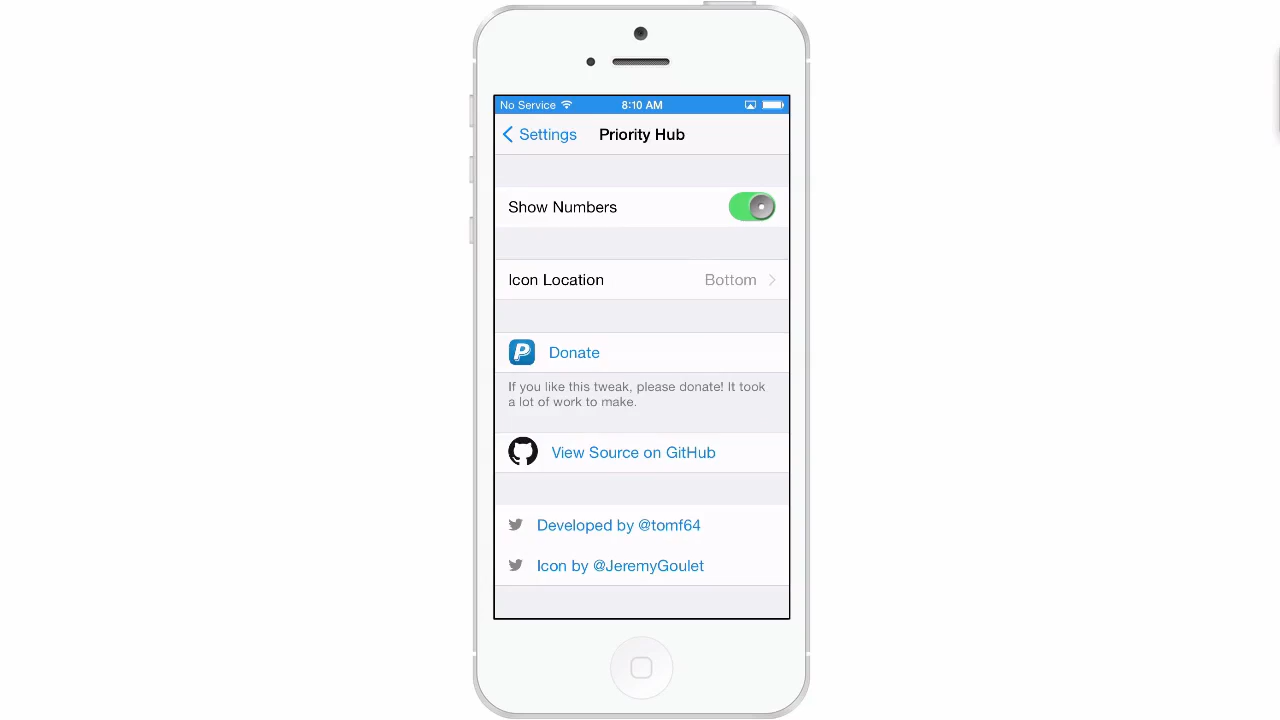 No Service 8:10 AM
Settings Priority Hub
Show Numbers
Icon Location Bottom
Donate
If you like this tweak, please donate! It took
a lot of work to make.
View Source on GitHub
Developed by @tomf64
Icon by @JeremyGoulet